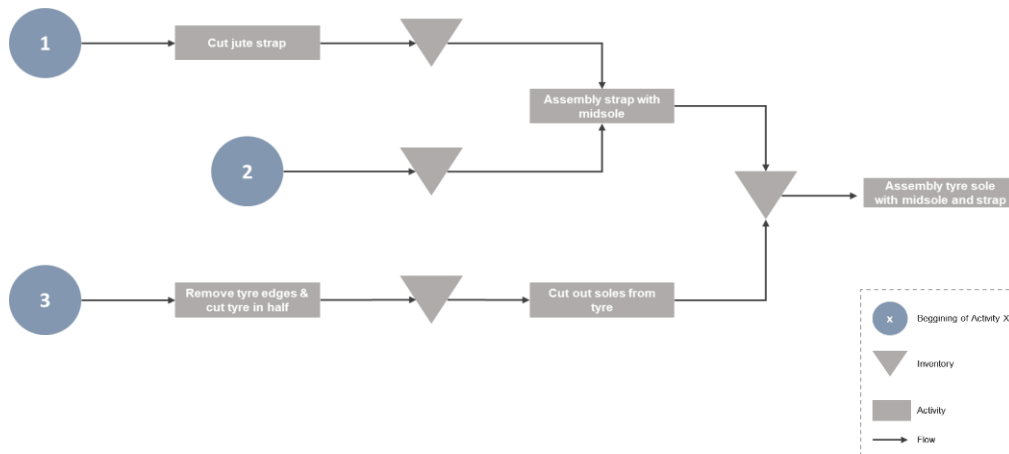 1
Cut jute strap
Assembly strap with
midsole
2
Assembly tyre sole
with midsole and strap
3
Remove tyre edges &
cut tyre in half
Cut out soles from
tyre
x
Beggining of Activity X
Inventory
Activity
Flow